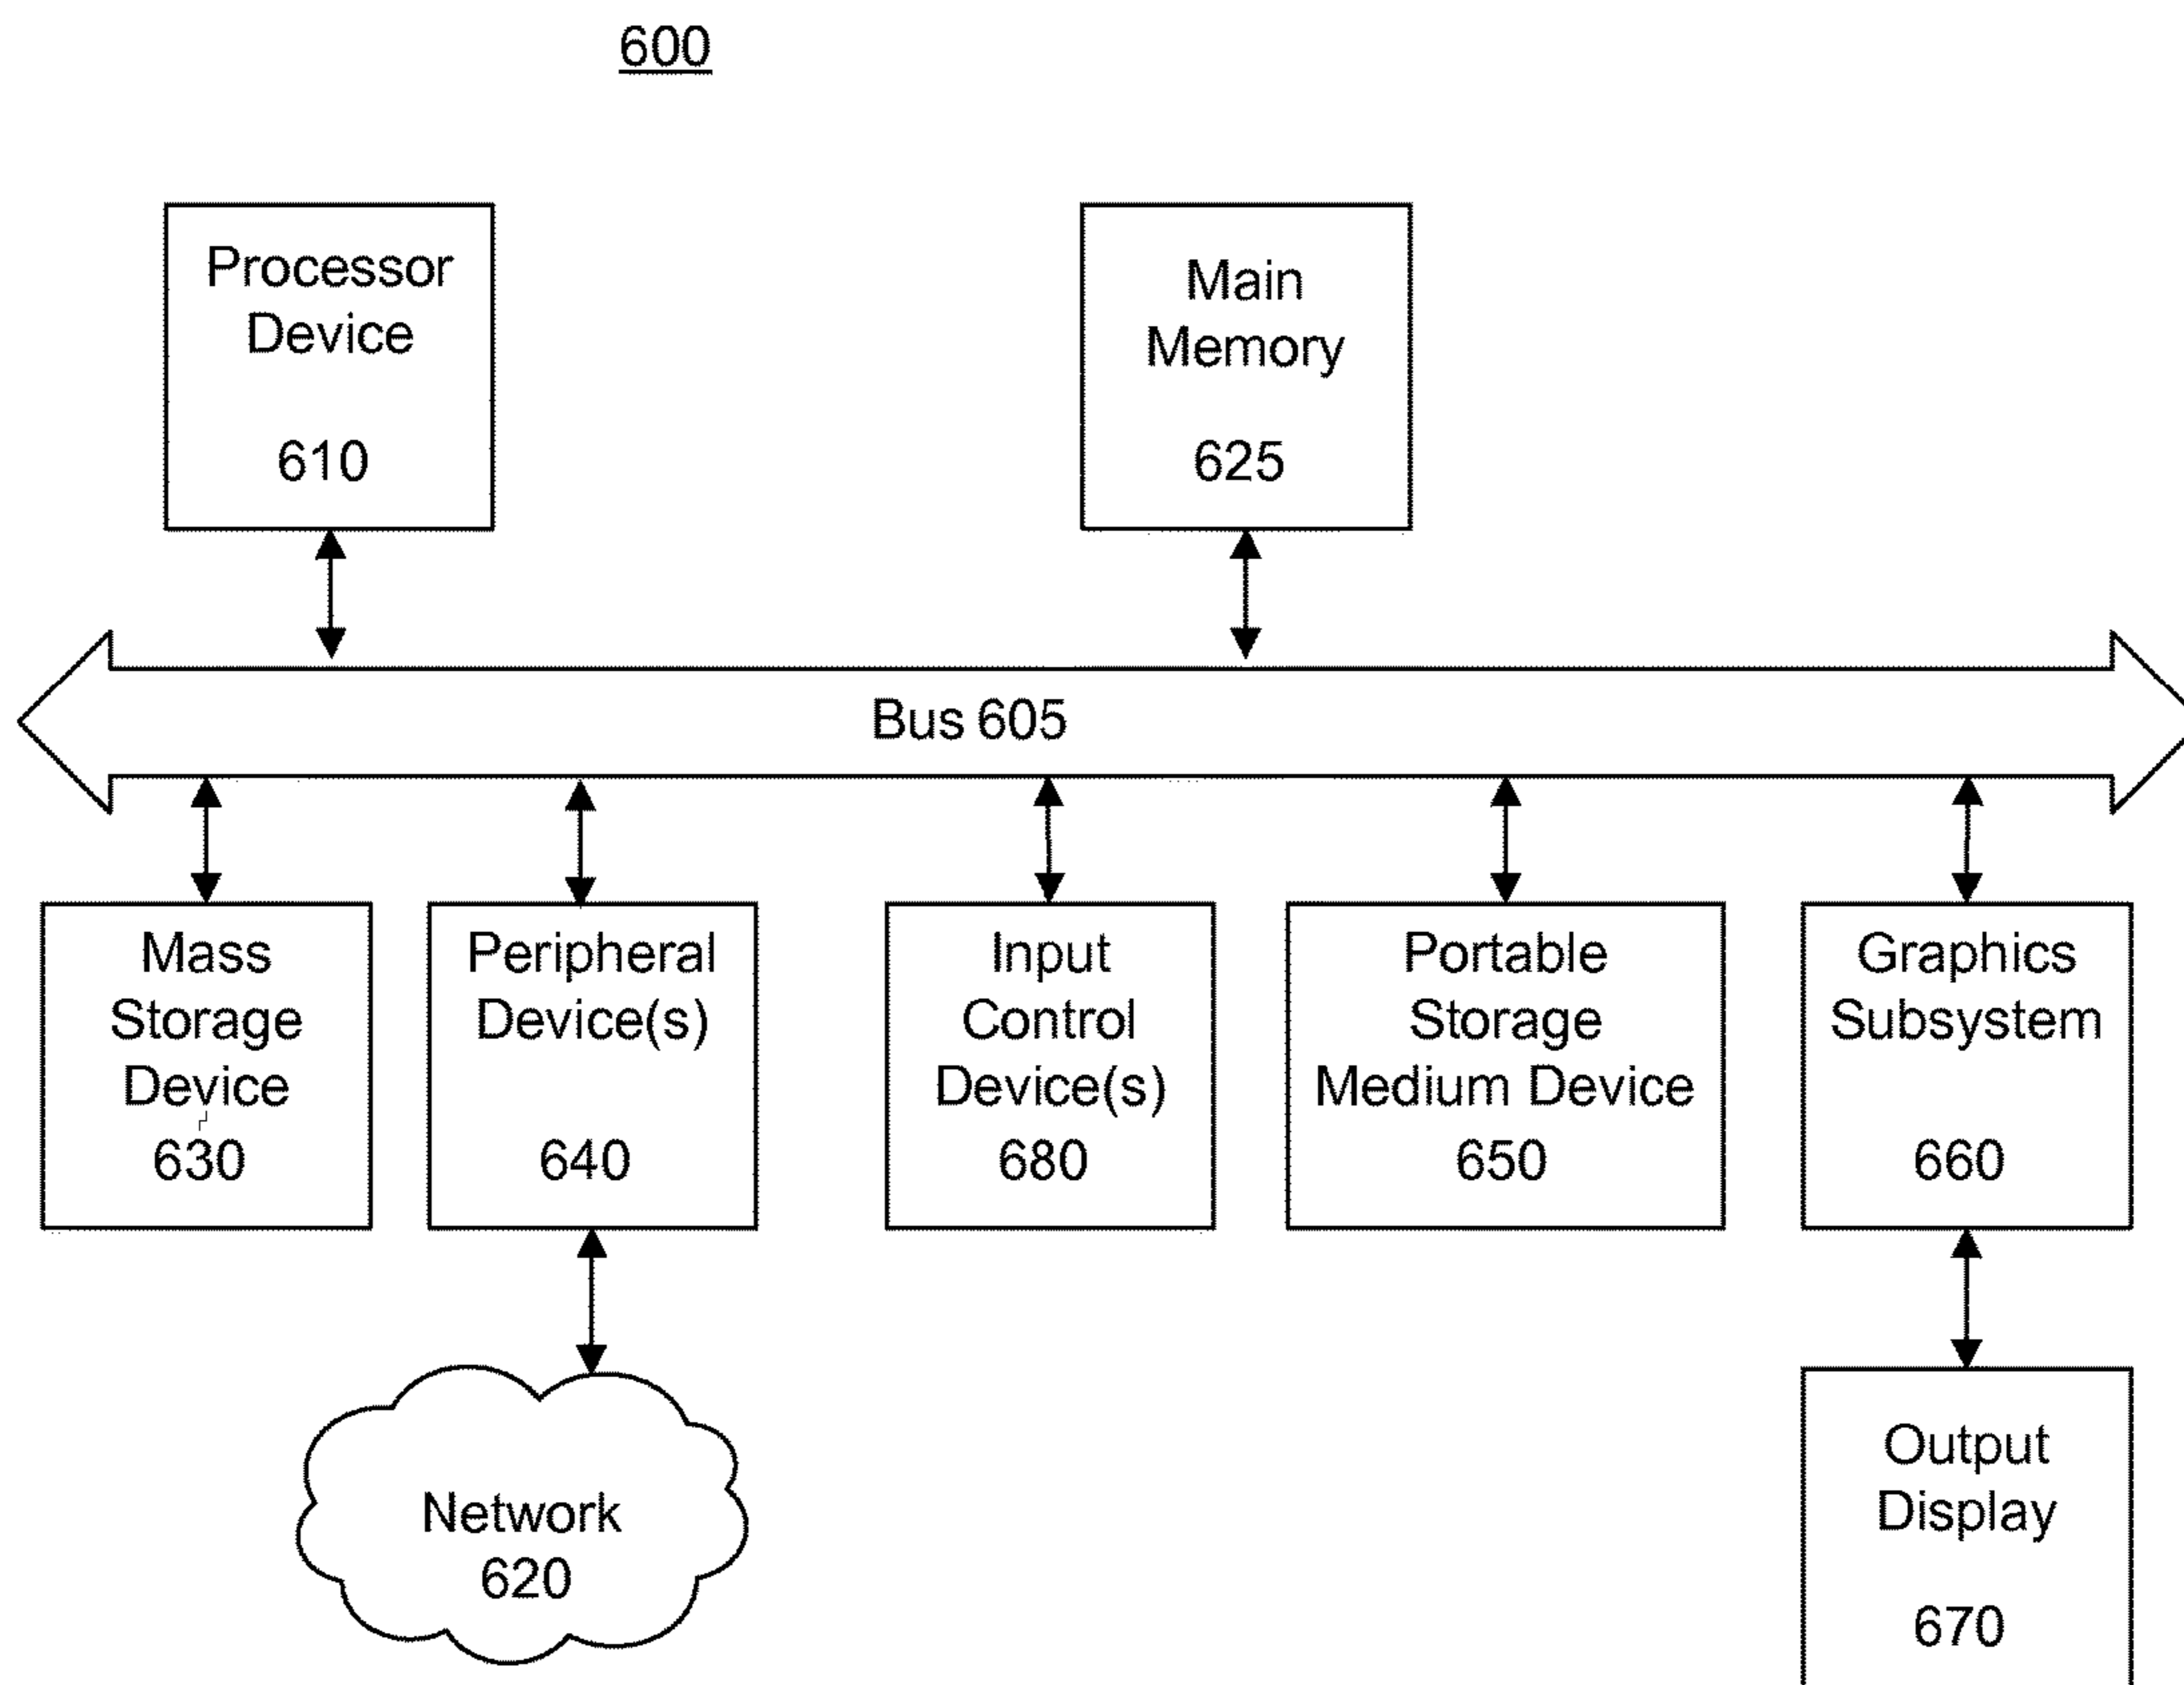 600
Processor
Device
610
Main
Memory
625
Bus 605
Mass
Storage
Device
630
Peripheral
Device(s)
640
Input
Control
Device(s)
680
Portable
Storage
Medium Device
650
Graphics
Subsystem
660
Network
620
Output
Display
670